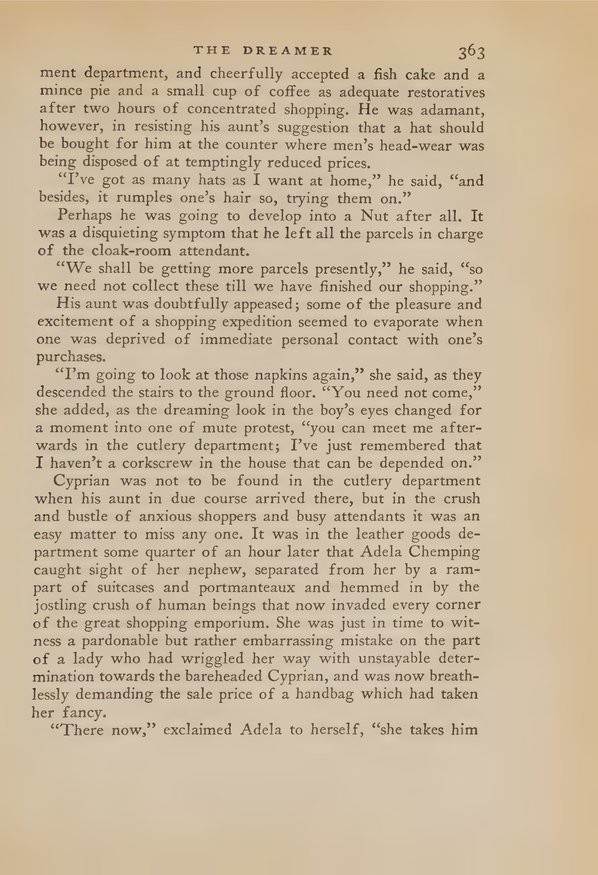 THE DREAMER 363
ment department, and cheerfully accepted a fish cake and a
mince pie and a small cup of coffee as adequate restoratives
after two hours of concentrated shopping. He was adamant,
however, in resisting his aunt’s suggestion that a hat should
be bought for him at the counter where men’s head-wear was
being disposed of at temptingly reduced prices.
“I’ve got as many hats as I want at home,” he said, “and
besides, it rumples one’s hair so, trying them on.”
Perhaps he was going to develop into a Nut after all. It
was a disquieting symptom that he left all the parcels in charge
of the cloak-room attendant.
“We shall be getting more parcels presently,” he said, “so
we need not collect these till we have finished our shopping.”
His aunt was doubtfully appeased; some of the pleasure and
excitement of a shopping expedition seemed to evaporate when
one was deprived of immediate personal contact with one’s
purchases.
“I’m going to look at those napkins again,” she said, as they
descended the stairs to the ground floor. “You need not come,”
she added, as the dreaming look in the boy’s eyes changed for
a moment into one of mute protest, “you can meet me after-
wards in the cutlery department; I’ve just remembered that
I haven’t a corkscrew in the house that can be depended on.”
Cyprian was not to be found in the cutlery department
when his aunt in due course arrived there, but in the crush
and bustle of anxious shoppers and busy attendants it was an
easy matter to miss any one. It was in the leather goods de-
partment some quarter of an hour later that Adela Chemping
caught sight of her nephew, separated from her by a ram-
part of suitcases and portmanteaux and hemmed in by the
jostling crush of human beings that now invaded every corner
of the great shopping emporium. She was just in time to wit-
ness a pardonable but rather embarrassing mistake on the part
of a lady who had wriggled her way with unstayable deter-
mination towards the bareheaded Cyprian, and was now breath-
lessly demanding the sale price of a handbag which had taken
her fancy.
“There now,” exclaimed Adela to herself, “she takes him